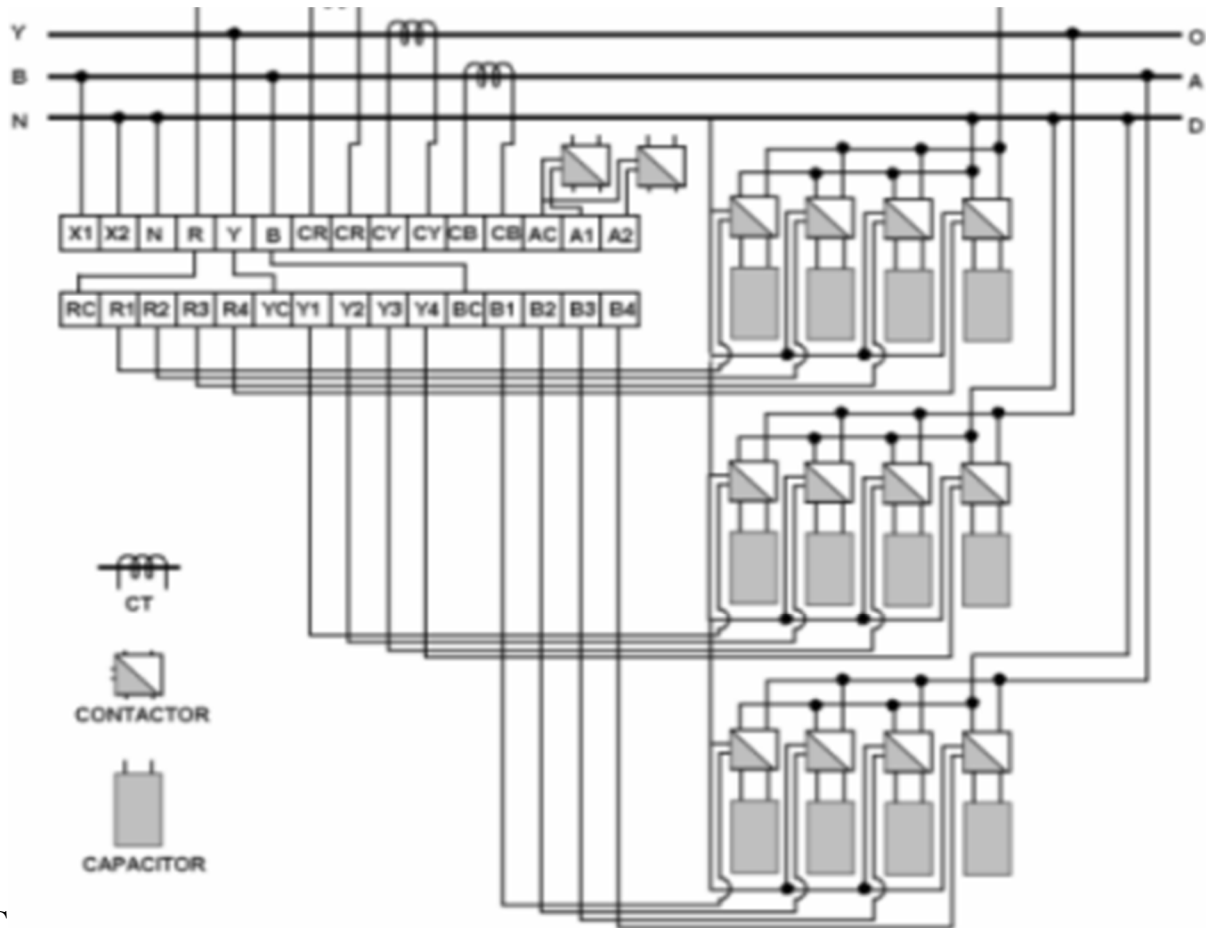 Y O
B A
N D
X1 X2 N R Y B CR CR CY CY CB CB AC A1 A2
RC R1 R2 R3 R4 YC Y1 Y2 Y3 Y4 BC B1 B2 B3 B4
CT
CONTACTOR
CAPACITOR